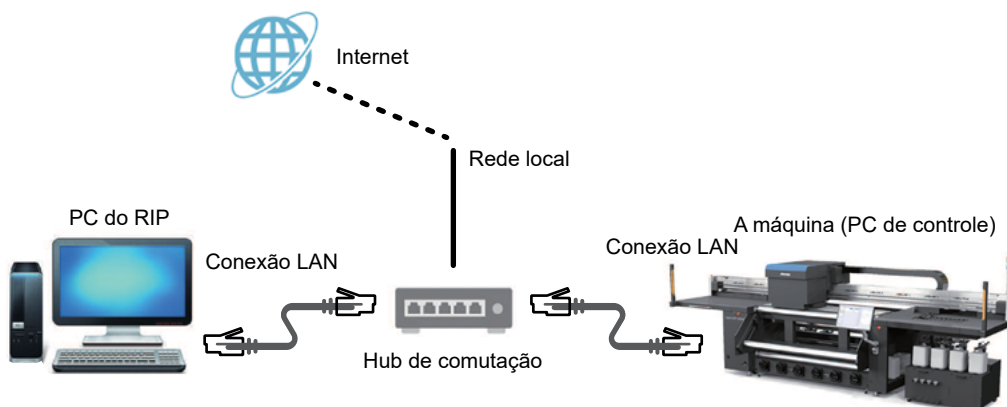 Internet
Rede local
PC do RIP
A máquina (PC de controle)
Conexão LAN
Conexão LAN
Hub de comutação